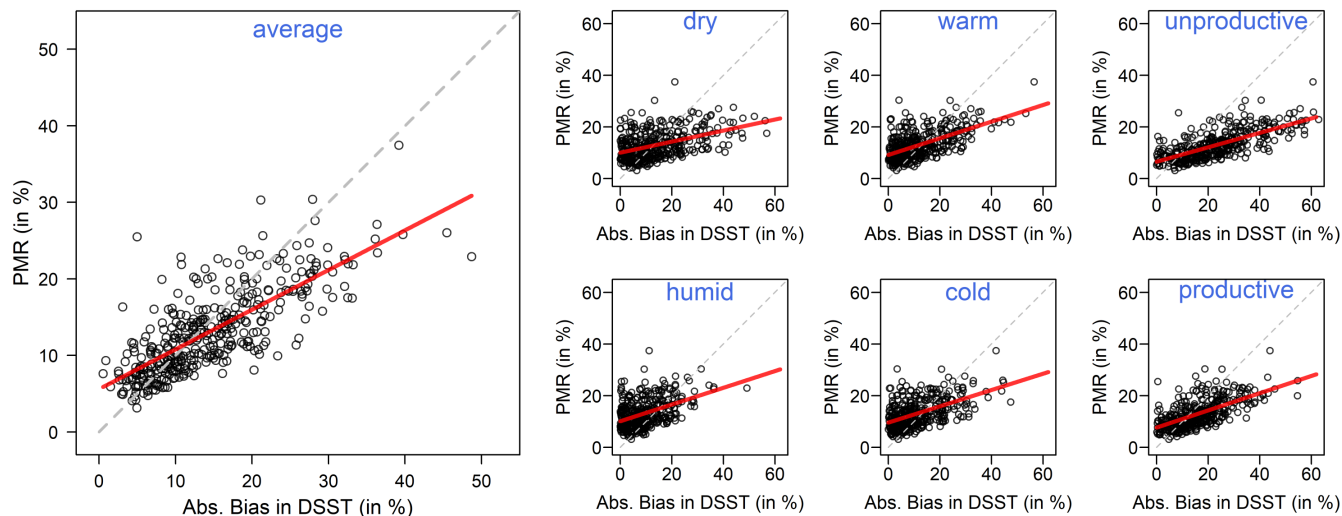 average
50
40
30
20
10
0
PMR (in %)
0 10 20 30 40 50
Abs. Bias in DSST (in %)
dry
60
40
20
0
PMR (in %)
0 20 40 60
Abs. Bias in DSST (in %)
warm
60
40
20
0
PMR (in %)
0 20 40 60
Abs. Bias in DSST (in %)
unproductive
60
40
20
0
PMR (in %)
0 20 40 60
Abs. Bias in DSST (in %)
humid
60
40
20
0
PMR (in %)
0 20 40 60
Abs. Bias in DSST (in %)
cold
60
40
20
0
PMR (in %)
0 20 40 60
Abs. Bias in DSST (in %)
productive
60
40
20
0
PMR (in %)
0 20 40 60
Abs. Bias in DSST (in %)